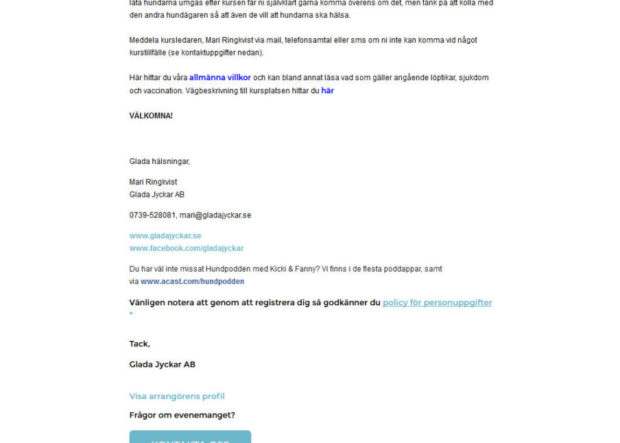 låta hundarna umgås efter kursen får ni självklart gärna komma överens om det, men tänk på att kolla med
den andra hundägaren så att även de vill att hundarna ska hälsa.
Meddela kursledaren, Mari Ringkvist via mail, telefonsamtal eller sms om ni inte kan komma vid något
kurstillfälle (se kontaktuppgifter nedan).
Här hittar du våra allmänna villkor och kan bland annat läsa vad som gäller angående löptikar, sjukdom
och vaccination. Vägbeskrivning till kursplatsen hittar du här
VÄLKOMNA!
Glada hälsningar,
Mari Ringkvist
Glada Jyckar AB
0739-528081, mari@gladajyckar.se
www.gladajyckar.se
www.facebook.com/gladajyckar
Du har väl inte missat Hundpodden med Kicki & Fanny? Vi finns i de flesta poddappar, samt
via www.acast.com/hundpodden
Vänligen notera att genom att registrera dig så godkänner du policy för personuppgifter
Tack,
Glada Jyckar AB
Visa arrangörens profil
Frågor om evenemanget?